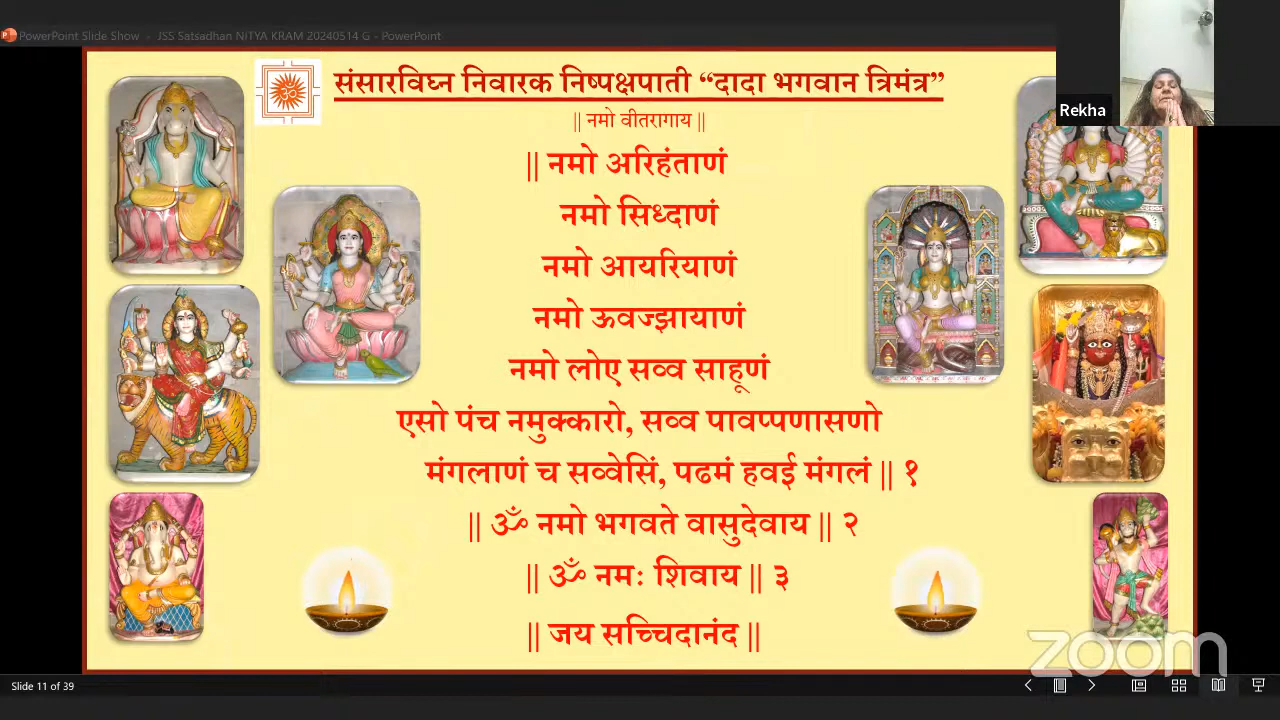 PowerPoint Slide Show - JSS Satsadhan NITYA KRAM 20240514 G - PowerPoint
संसारविघ्न निवारक निष्पक्षपाती “दादा भगवान त्रिमंत्र”
|| नमो वीतरागाय ||
|| नमो अरिहंताणं
नमो सिध्दाणं
नमो आयरियाणं
नमो ऊवज्झायाणं
नमो लोए सव्व साहूणं
एसो पंच नमुक्कारो, सव्व पावप्पणासणो
मंगलाणं च सव्वेसिं, पढमं हवई मंगलं || १
|| ॐ नमो भगवते वासुदेवाय || २
|| ॐ नमः शिवाय || ३
|| जय सच्चिदानंद ||
Rekha
zoom
Slide 11 of 39